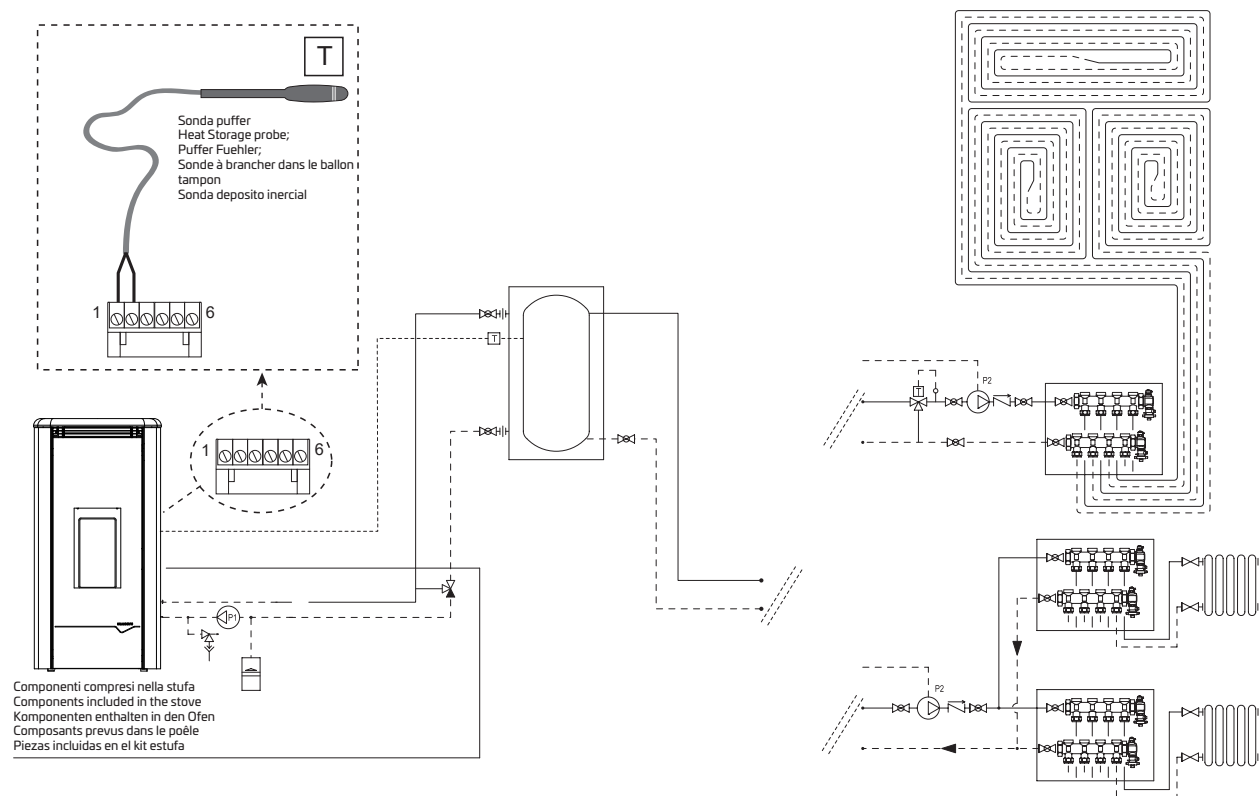 T
Sonda puffer
Heat Storage probe;
Puffer Fuehler;
Sonde à brancher dans le ballon
tampon
Sonda deposito inercial
1
6
1
6
T
P1
T
P2
P2
Componenti compresi nella stufa
Components included in the stove
Komponenten enthalten in den Ofen
Composants prevus dans le poêle
Piezas incluidas en el kit estufa